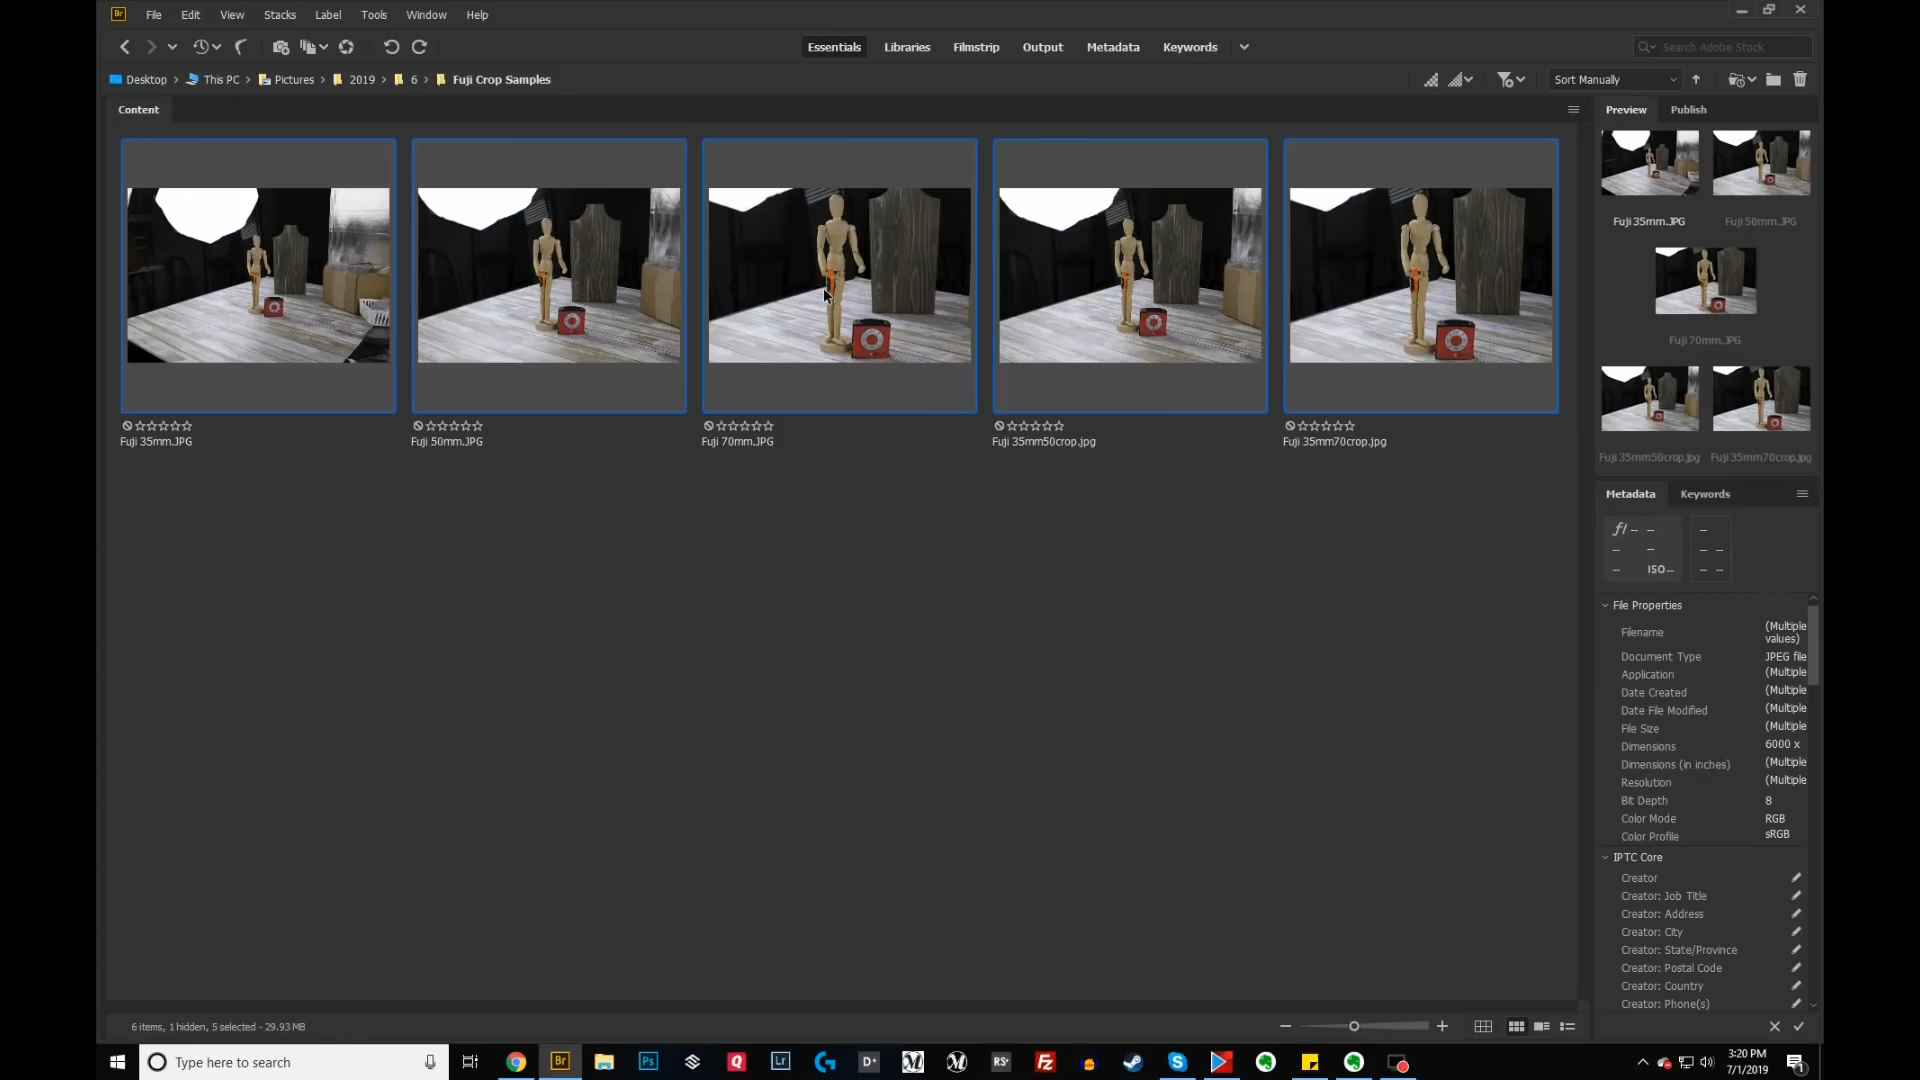 Br File Edit View Stacks Label Tools Window Help
Essentials Libraries Filmstrip Output Metadata Keywords
Search Adobe Stock
Desktop This PC Pictures 2019 6 Fuji Crop Samples
Sort Manually
Content
Preview Publish
Fuji 35mm.JPG Fuji 50mm.JPG
Fuji 70mm.JPG
Fuji 35mm50crop.jpg Fuji 35mm70crop.jpg
Fuji 35mm.JPG Fuji 50mm.JPG Fuji 70mm.JPG Fuji 35mm50crop.jpg Fuji 35mm70crop.jpg
Metadata Keywords
f/ -- --
-- --
-- ISO--
--
-- --
-- --
File Properties
Filename (Multiple values)
Document Type JPEG file
Application (Multiple
Date Created (Multiple
Date File Modified (Multiple
File Size (Multiple
Dimensions 6000 x
Dimensions (in inches) (Multiple
Resolution (Multiple
Bit Depth 8
Color Mode RGB
Color Profile sRGB
IPTC Core
Creator
Creator: Job Title
Creator: Address
Creator: City
Creator: State/Province
Creator: Postal Code
Creator: Country
Creator: Phone(s)
6 items, 1 hidden, 5 selected - 29.93 MB
Type here to search
Br Ps Q Lr G D+ M M RS+ Fz S
3:20 PM
7/1/2019
1